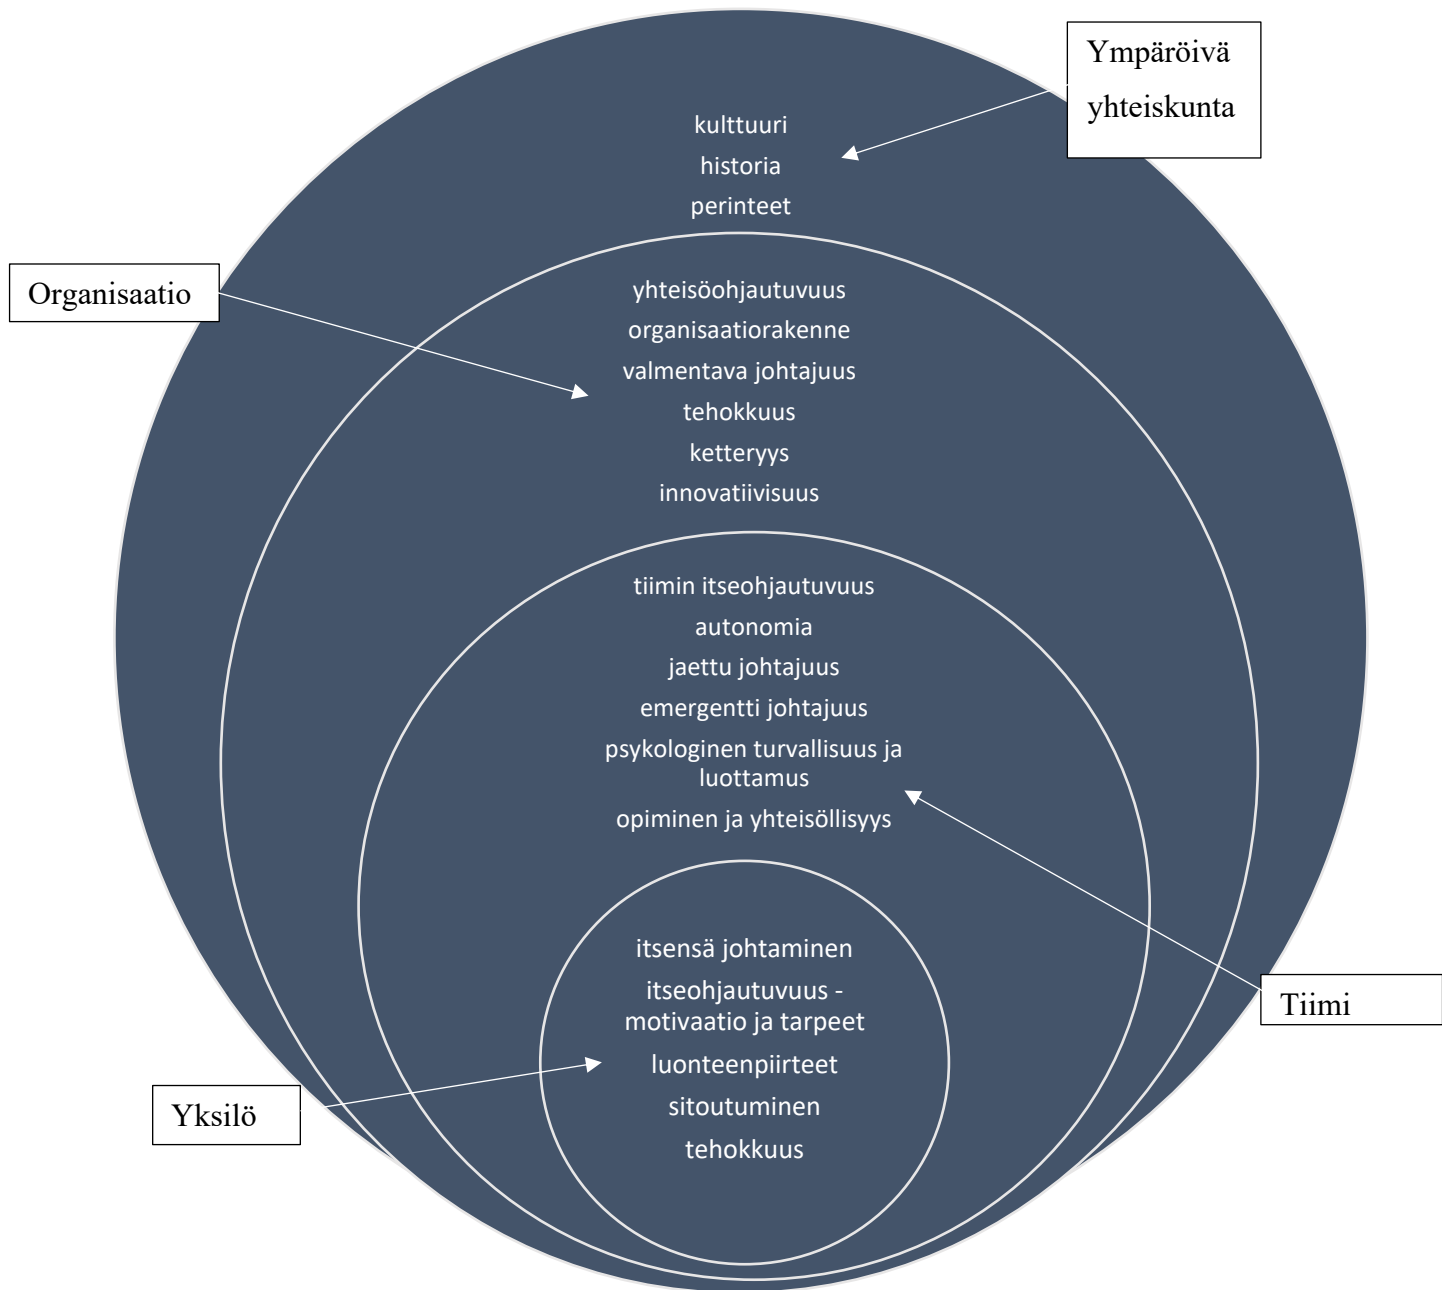 Ympäröivä
yhteiskunta
kulttuuri
historia
perinteet
Organisaatio
yhteisöohjautuvuus
organisaatiorakenne
valmentava johtajuus
tehokkuus
ketteryys
innovatiivisuus
tiimin itseohjautuvuus
autonomia
jaettu johtajuus
emergentti johtajuus
psykologinen turvallisuus ja
luottamus
opiminen ja yhteisöllisyys
Tiimi
itsensä johtaminen
itseohjautuvuus -
motivaatio ja tarpeet
luonteenpiirteet
sitoutuminen
tehokkuus
Yksilö